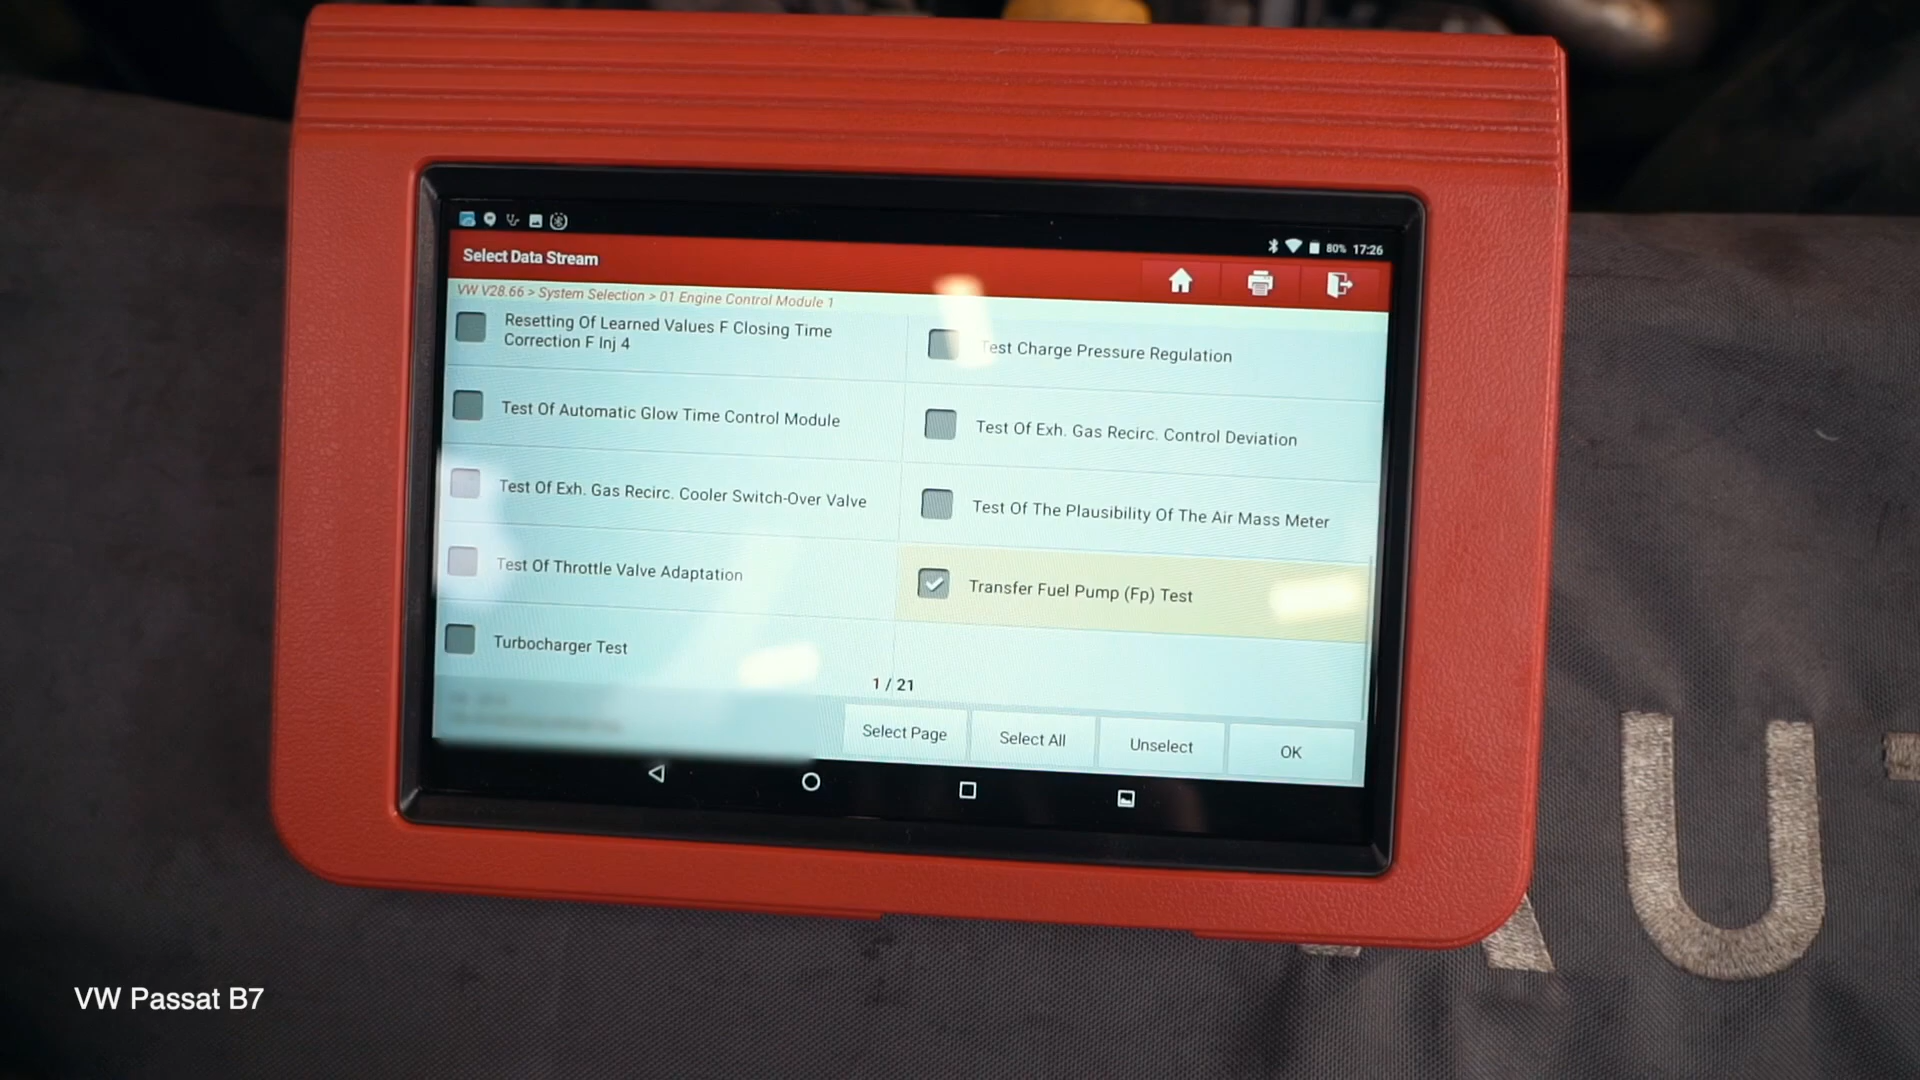 80% 17:26
Select Data Stream
VW V28.66 > System Selection > 01 Engine Control Module 1
Resetting Of Learned Values F Closing Time
Correction F Inj 4
Test Charge Pressure Regulation
Test Of Automatic Glow Time Control Module
Test Of Exh. Gas Recirc. Control Deviation
Test Of Exh. Gas Recirc. Cooler Switch-Over Valve
Test Of The Plausibility Of The Air Mass Meter
Test Of Throttle Valve Adaptation
Transfer Fuel Pump (Fp) Test
Turbocharger Test
1 / 21
Select Page
Select All
Unselect
OK
VW Passat B7